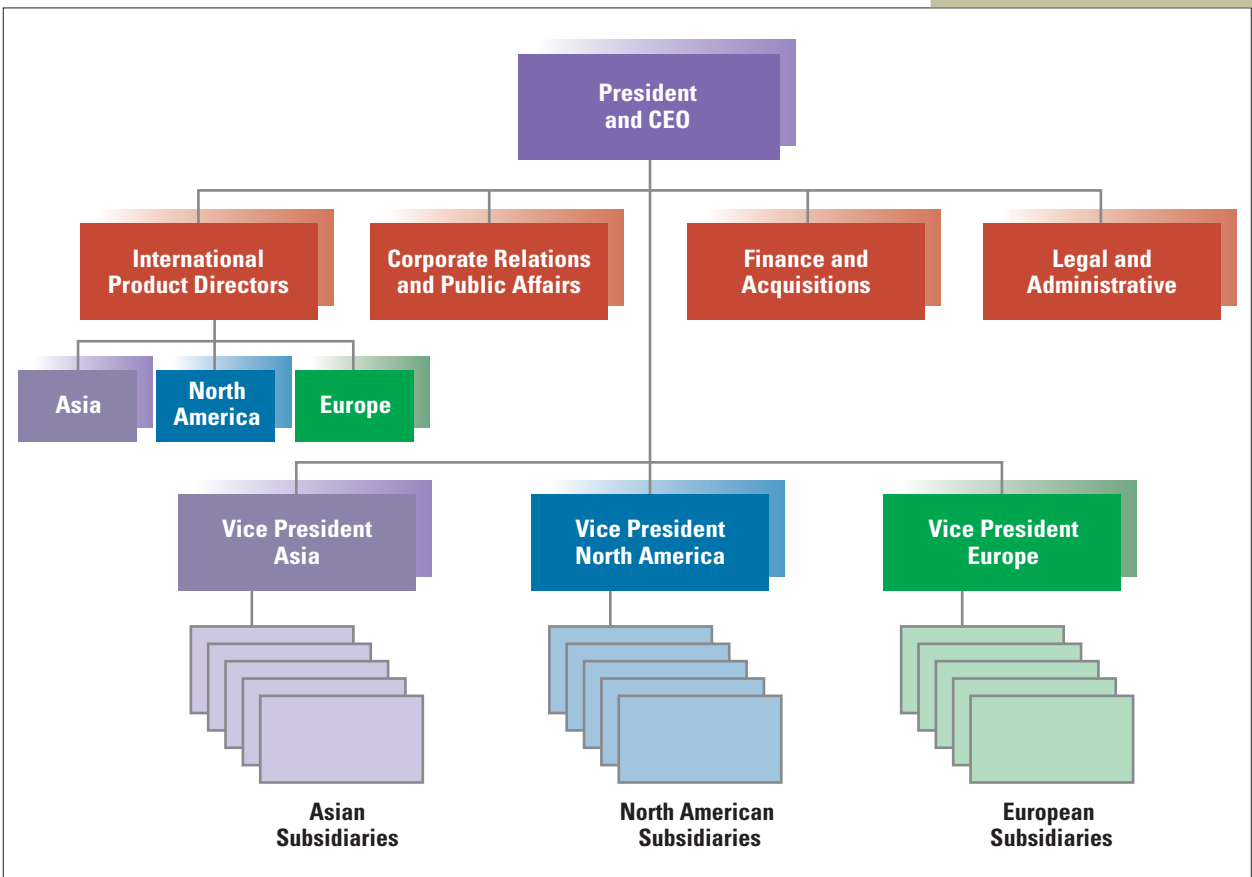 President
and CEO
International
Product Directors
Corporate Relations
and Public Affairs
Finance and
Acquisitions
Legal and
Administrative
Asia
North
America
Europe
Vice President
Asia
Vice President
North America
Vice President
Europe
Asian
Subsidiaries
North American
Subsidiaries
European
Subsidiaries